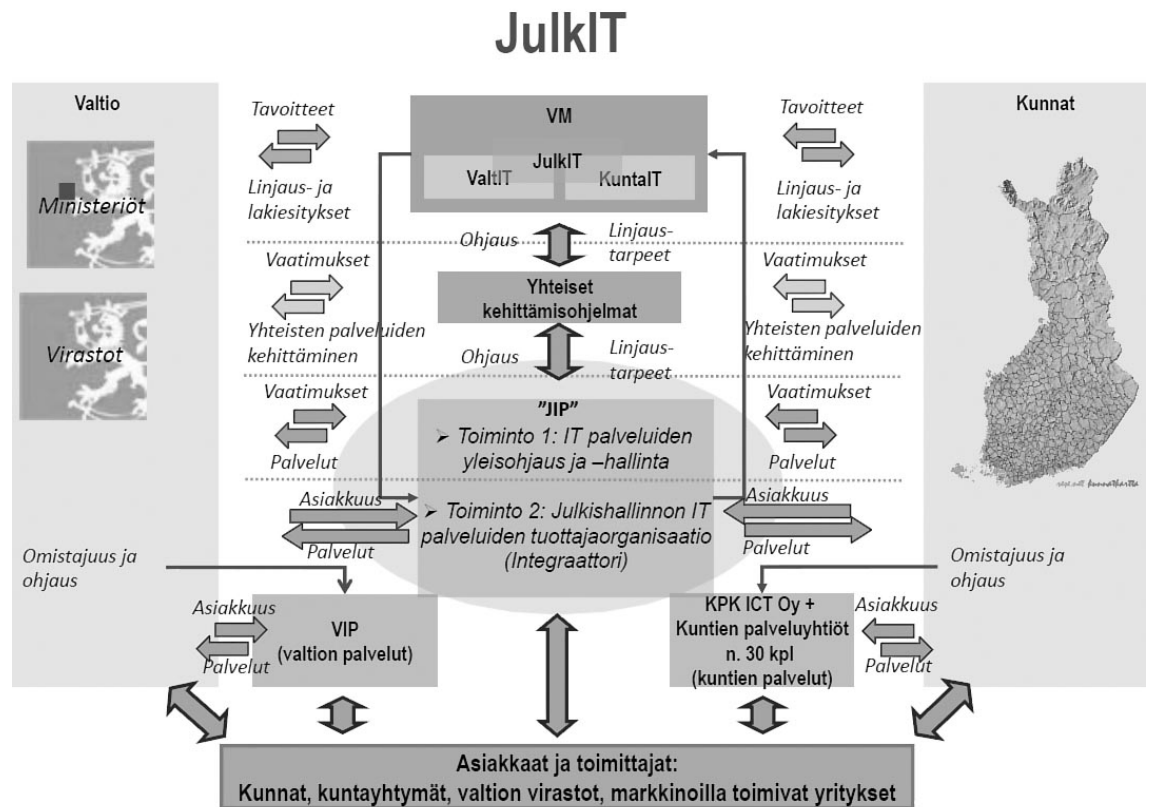 JulkIT
Valtio
Ministeriöt
Virastot
Omistajuus ja
ohjaus
Tavoitteet
Linjaus- ja
lakiesitykset
Vaatimukset
Yhteisten palveluiden
kehittäminen
Vaatimukset
Palvelut
Asiakkuus
Palvelut
Asiakkuus
Palvelut
VM
JulkIT
ValtIT
KuntaIT
Ohjaus
Linjaus-
tarpeet
Yhteiset
kehittämisohjelmat
Ohjaus
Linjaus-
tarpeet
"JIP"
➢ Toiminto 1: IT palveluiden
yleisohjaus ja –hallinta
➢ Toiminto 2: Julkishallinnon IT
palveluiden tuottajaorganisaatio
(Integraattori)
VIP
(valtion palvelut)
KPK ICT Oy +
Kuntien palveluyhtiöt
n. 30 kpl
(kuntien palvelut)
Tavoitteet
Linjaus- ja
lakiesitykset
Vaatimukset
Yhteisten palveluiden
kehittäminen
Vaatimukset
Palvelut
Asiakkuus
Palvelut
Asiakkuus
Palvelut
Kunnat
Omistajuus ja
ohjaus
Asiakkaat ja toimittajat:
Kunnat, kuntayhtymät, valtion virastot, markkinoilla toimivat yritykset